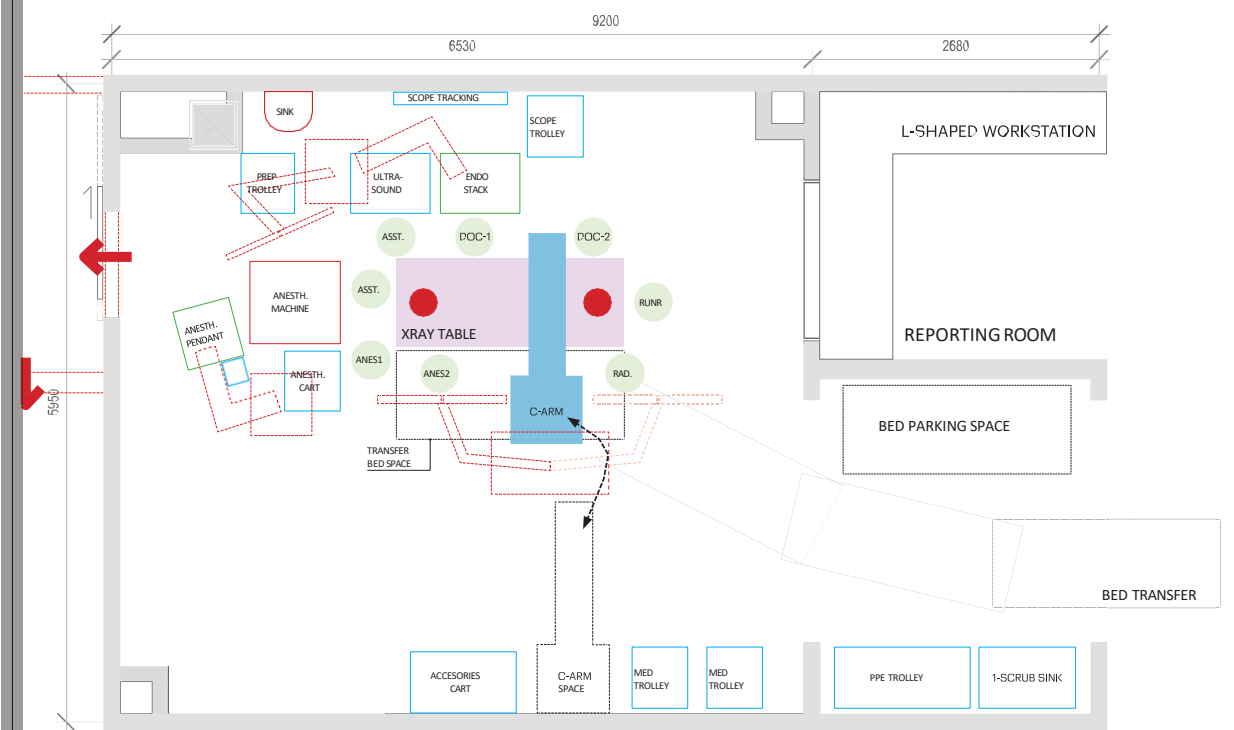 9200
6530
2680
SINK
SCOPE TRACKING
SCOPE
TROLLEY
L-SHAPED WORKSTATION
PREP
TROLLEY
ULTRA-
SOUND
ENDO
STACK
ASST.
DOC-1
DOC-2
ANESTH.
MACHINE
ASST.
RUNR
ANESTH.
PENDANT
XRAY TABLE
REPORTING ROOM
ANES1
ANES2
RAD.
ANESTH.
CART
5950
C-ARM
BED PARKING SPACE
TRANSFER
BED SPACE
BED TRANSFER
ACCESORIES
CART
C-ARM
SPACE
MED
TROLLEY
MED
TROLLEY
PPE TROLLEY
1-SCRUB SINK